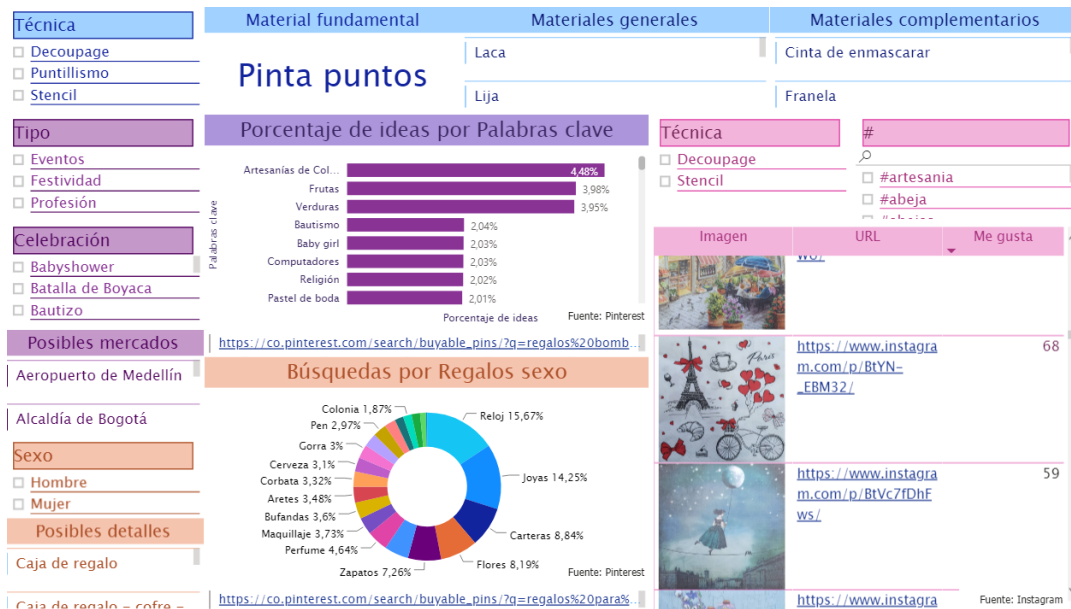 Técnica
Decoupage
Puntillismo
Stencil
Tipo
Eventos
Festividad
Profesión
Celebración
Babyshower
Batalla de Boyaca
Bautizo
Posibles mercados
Aeropuerto de Medellín
Alcaldía de Bogotá
Sexo
Hombre
Mujer
Posibles detalles
Caja de regalo
Caja de regalo - cofre -
Material fundamental
Pinta puntos
Materiales generales
Laca
Lija
Materiales complementarios
Cinta de enmascarar
Franela
Porcentaje de ideas por Palabras clave
Palabras clave
Artesanías de Col... 4,48%
Frutas 3,98%
Verduras 3,95%
Bautismo 2,04%
Baby girl 2,03%
Computadores 2,03%
Religión 2,02%
Pastel de boda 2,01%
Porcentaje de ideas
Fuente: Pinterest
https://co.pinterest.com/search/buyable_pins/?q=regalos%20bomb...
Búsquedas por Regalos sexo
Colonia 1,87%
Pen 2,97%
Gorra 3%
Cerveza 3,1%
Corbata 3,32%
Aretes 3,48%
Bufandas 3,6%
Maquillaje 3,73%
Perfume 4,64%
Zapatos 7,26%
Reloj 15,67%
Joyas 14,25%
Carteras 8,84%
Flores 8,19%
Fuente: Pinterest
https://co.pinterest.com/search/buyable_pins/?q=regalos%20para%...
Técnica
Decoupage
Stencil
#
#artesania
#abeja
Imagen URL Me gusta
https://www.instagra
m.com/p/BtYN-
_EBM32/
68
Paris
https://www.instagra
m.com/p/BtVc7fDhF
ws/
59
https://www.instagra
Fuente: Instagram